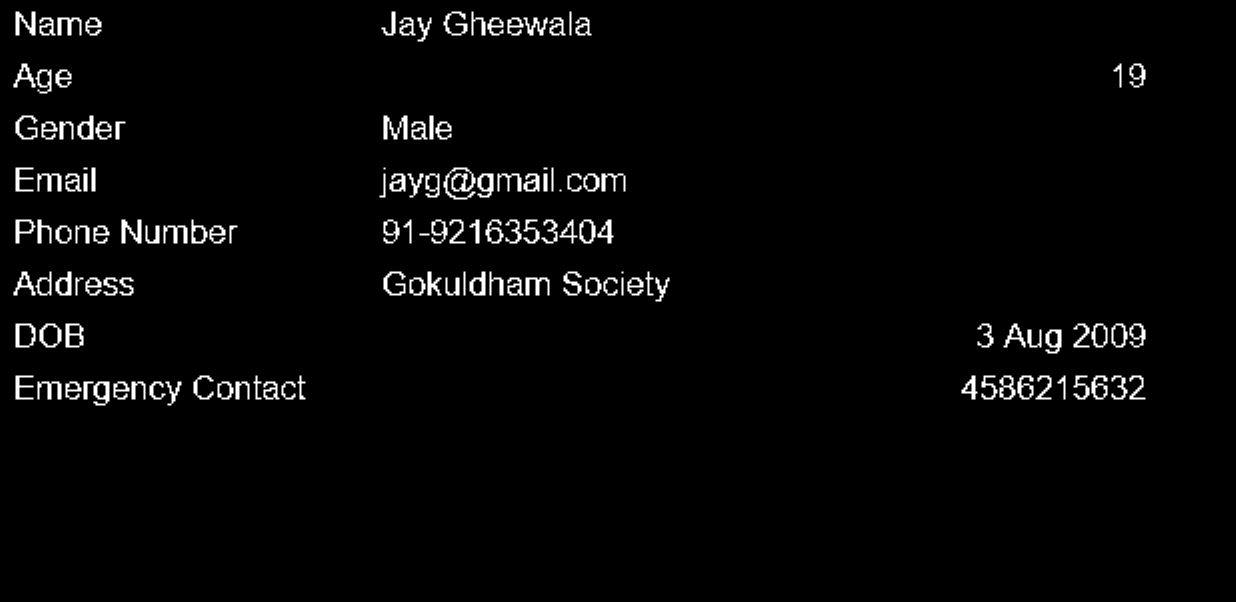 Name Jay Gheewala
Age 19
Gender Male
Email jayg@gmail.com
Phone Number 91-9216353404
Address Gokuldham Society
DOB 3 Aug 2009
Emergency Contact 4586215632